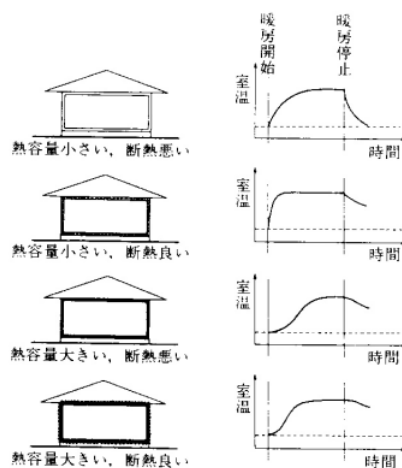 暖房開始
暖房停止
室温
時間
熱容量小さい，断熱悪い
室温
時間
熱容量小さい，断熱良い
室温
時間
熱容量大きい，断熱悪い
室温
時間
熱容量大きい，断熱良い